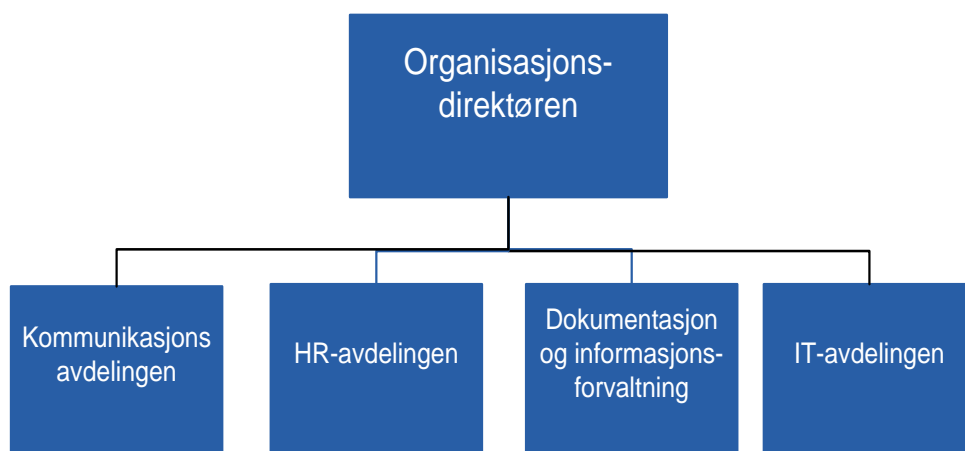 Organisasjons-
direktøren
Kommunikasjons
avdelingen
HR-avdelingen
Dokumentasjon
og informasjons-
forvaltning
IT-avdelingen